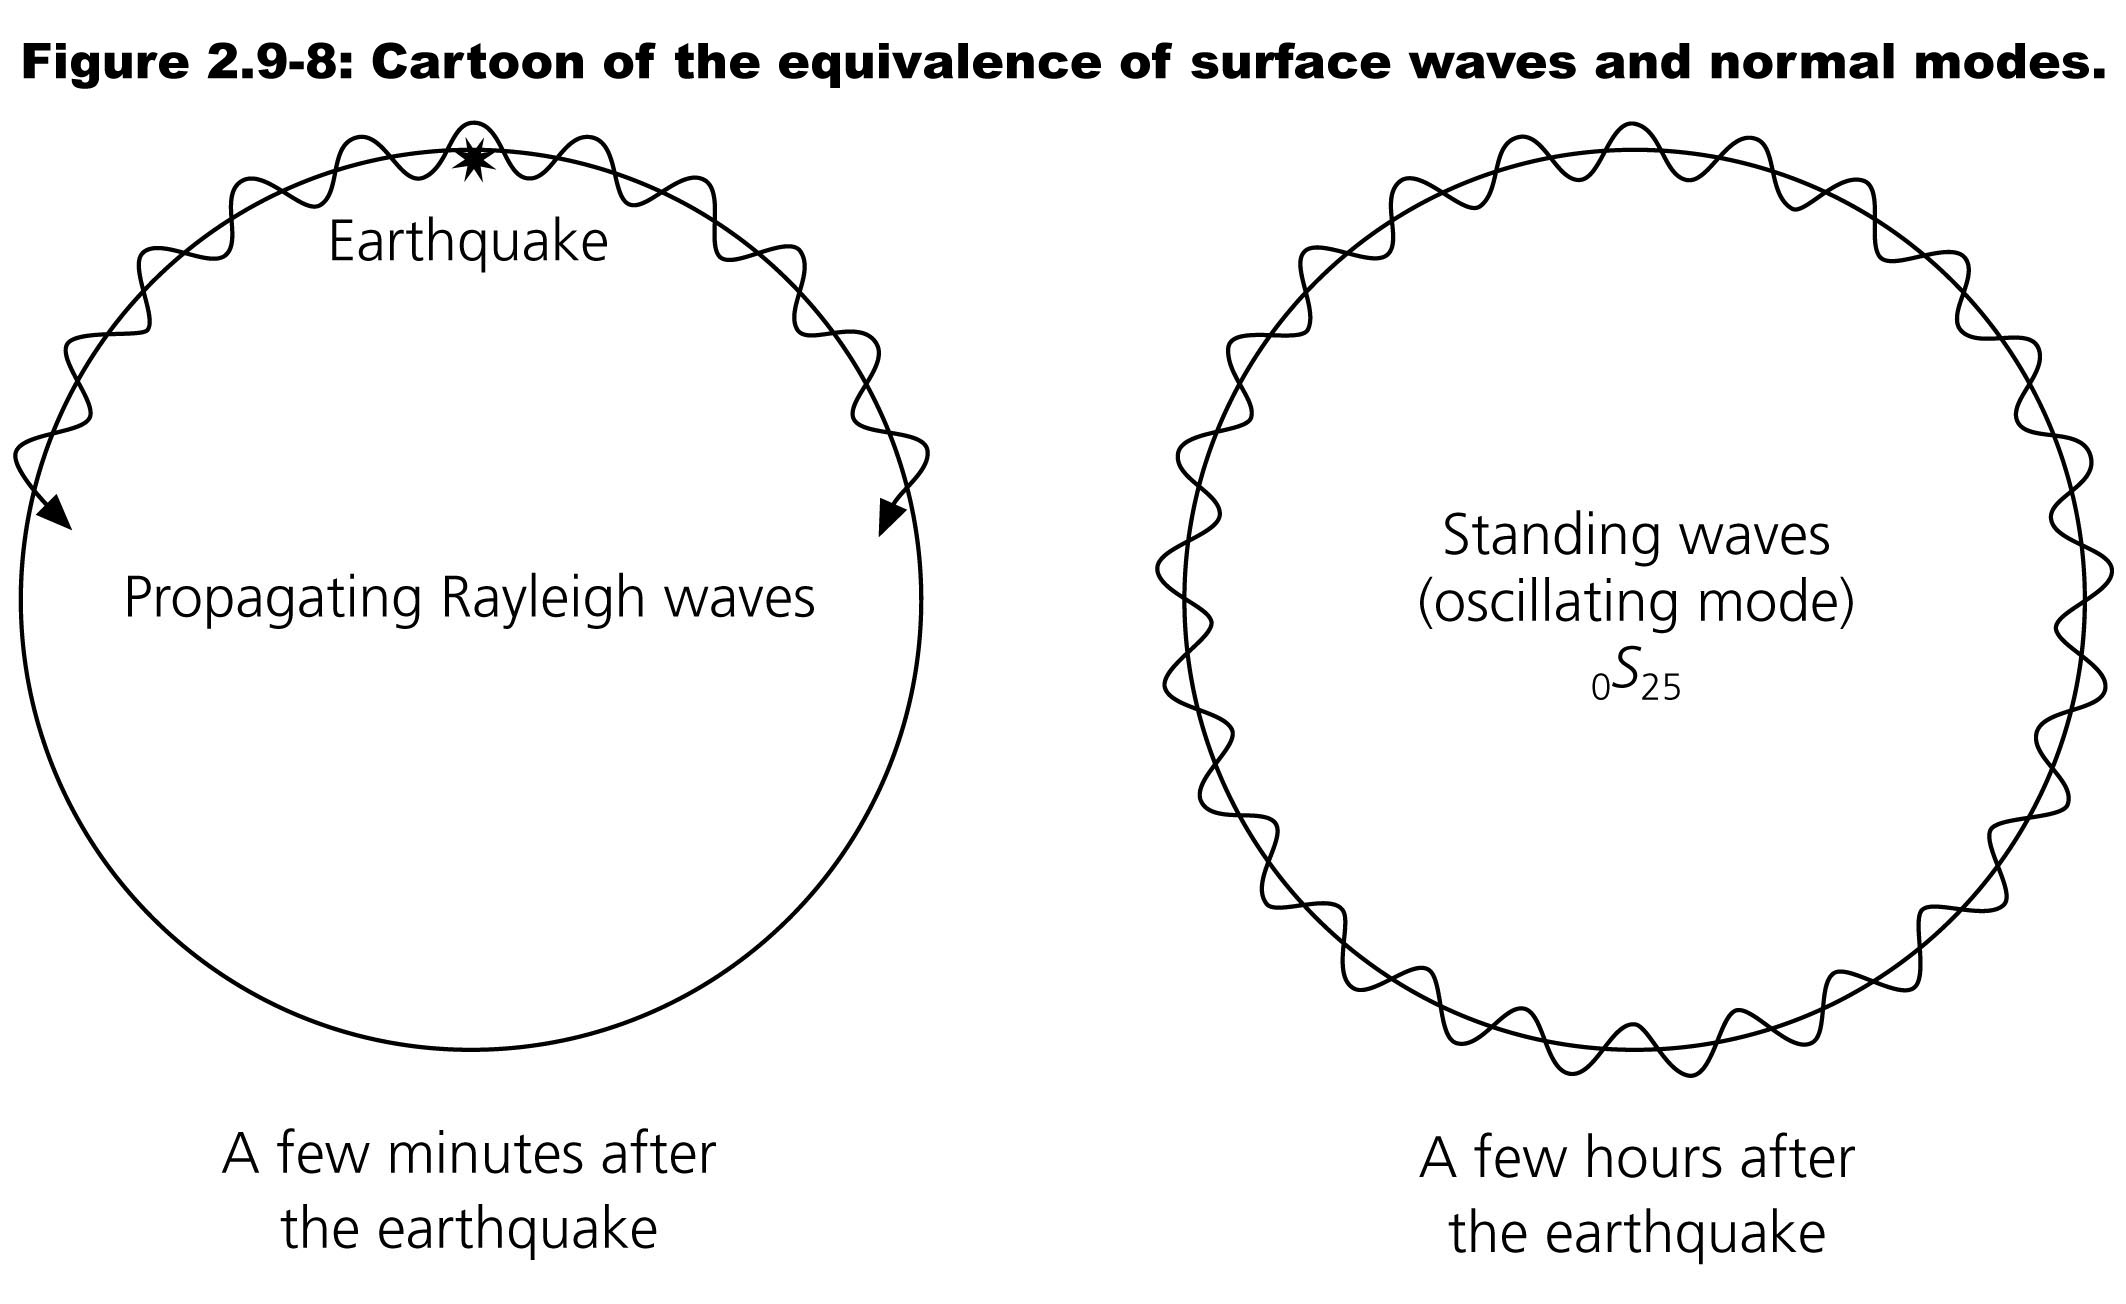 Figure 2.9-8: Cartoon of the equivalence of surface waves and normal modes.
Earthquake
Propagating Rayleigh waves
A few minutes after
the earthquake
Standing waves
(oscillating mode)
₀S₂₅
A few hours after
the earthquake